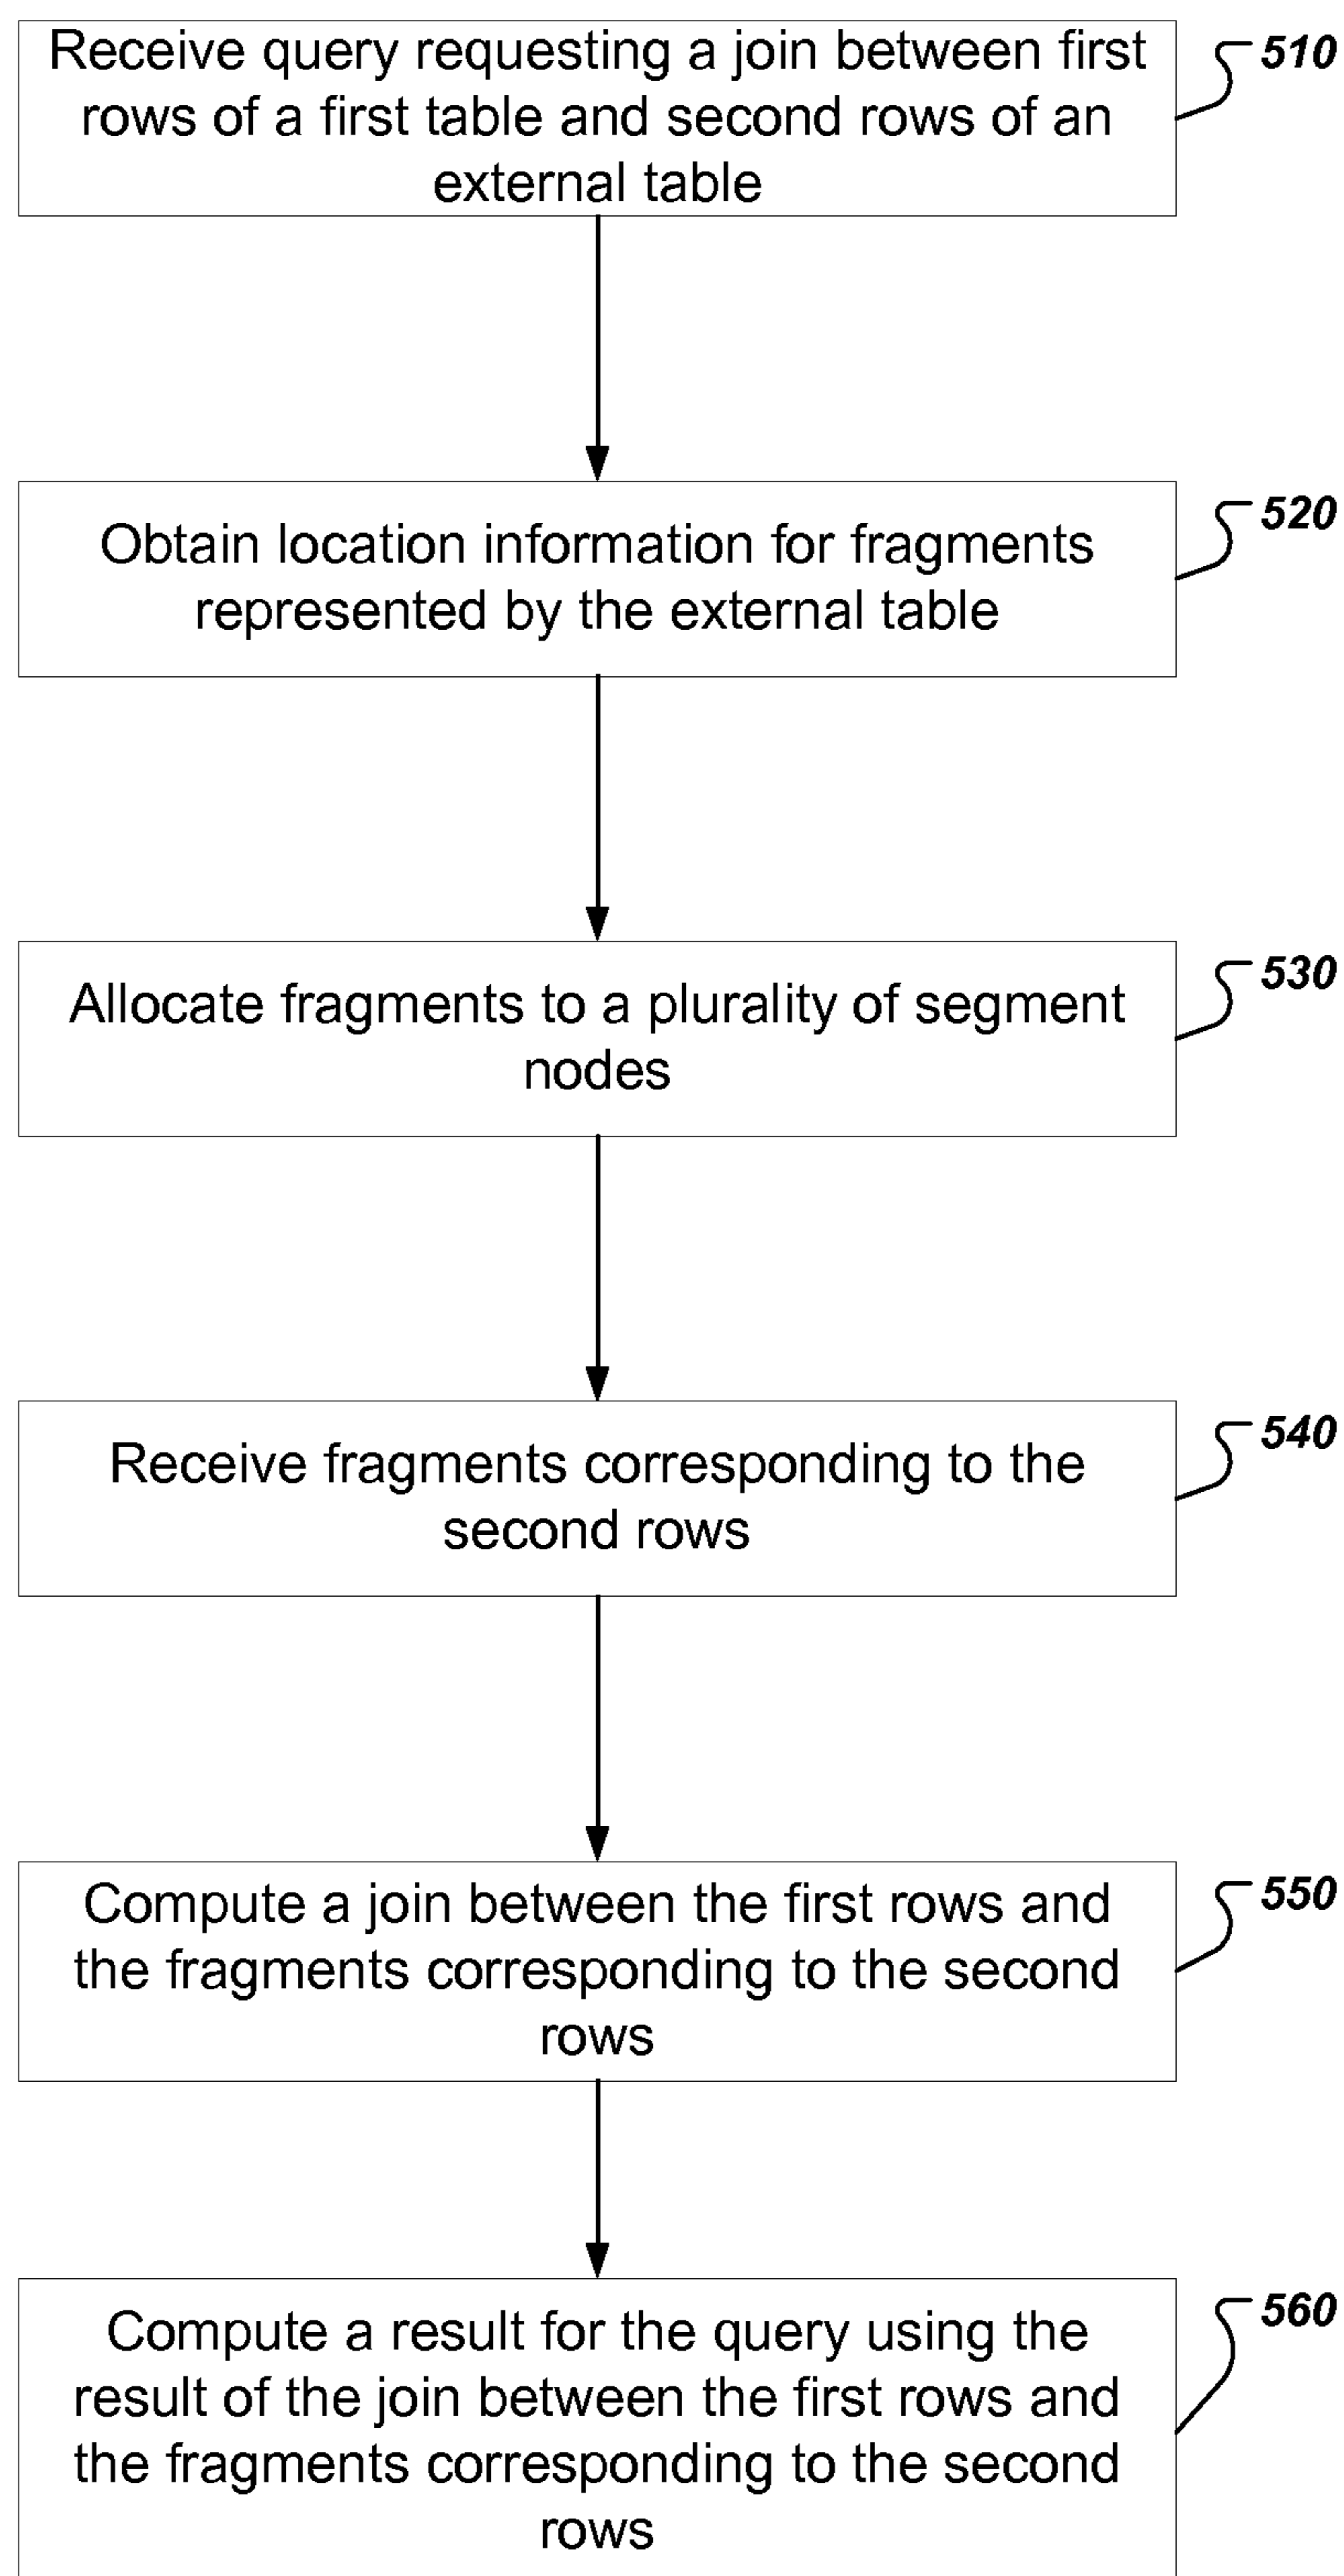 Receive query requesting a join between first
rows of a first table and second rows of an
external table
510
Obtain location information for fragments
represented by the external table
520
Allocate fragments to a plurality of segment
nodes
530
Receive fragments corresponding to the
second rows
540
Compute a join between the first rows and
the fragments corresponding to the second
rows
550
Compute a result for the query using the
result of the join between the first rows and
the fragments corresponding to the second
rows
560